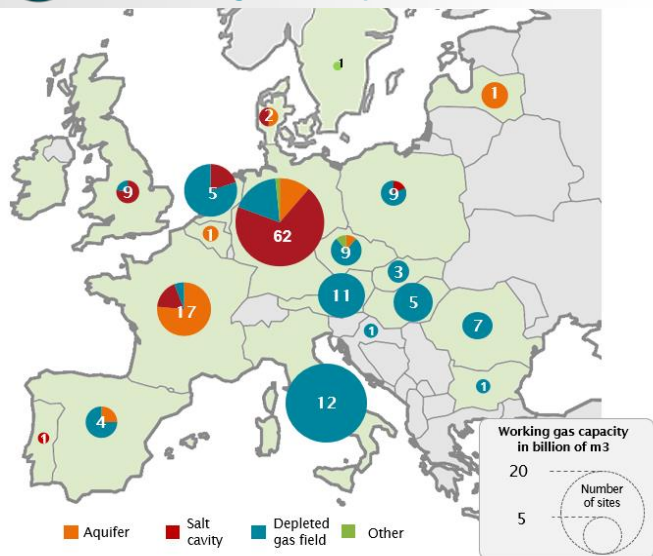 1
1
2
9
5
9
62
1
9
3
11
5
17
1
7
1
12
4
1
Working gas capacity
in billion of m3
20
Number
of sites
5
Aquifer
Salt
cavity
Depleted
gas field
Other